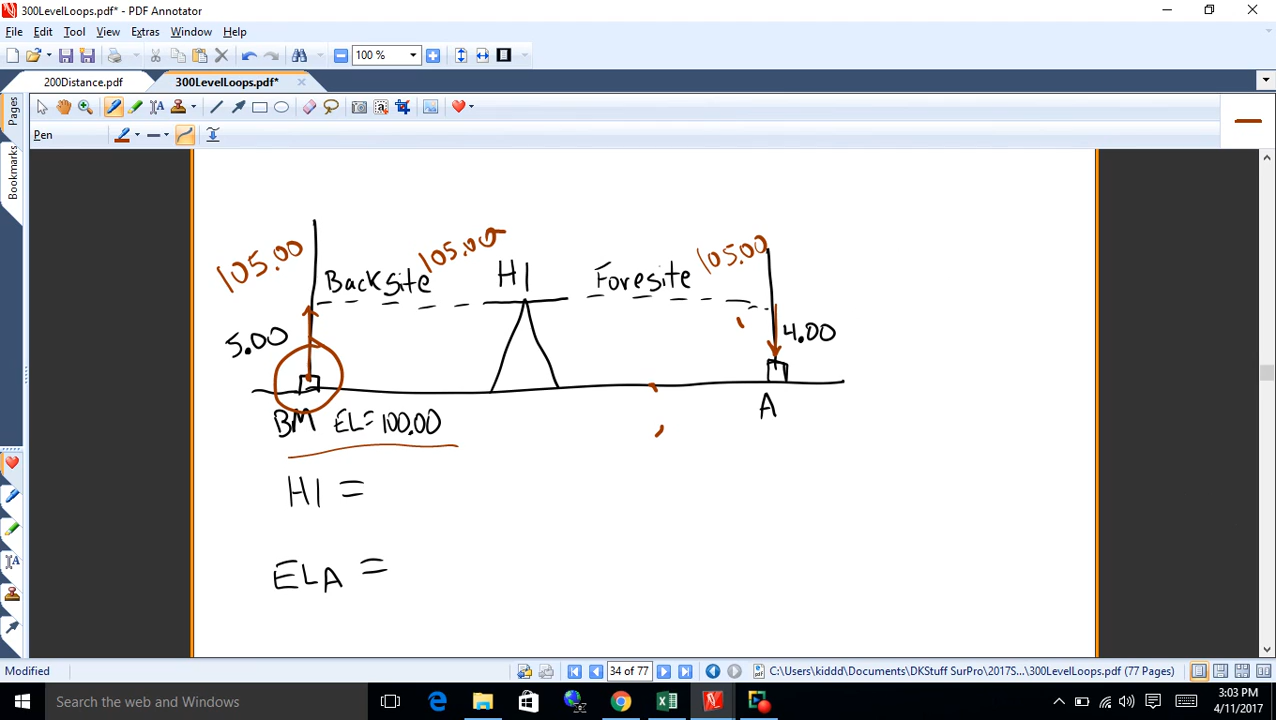 300LevelLoops.pdf* - PDF Annotator
File Edit Tool View Extras Window Help
100 %
200Distance.pdf 300LevelLoops.pdf*
Pen
Pages
Bookmarks
105.00
Backsite
105.00
HI
Foresite
105.00
5.00
4.00
BM EL=100.00
A
HI =
ELA =
Modified
34 of 77
C:\Users\kiddd\Documents\DKStuff SurPro\2017S...\300LevelLoops.pdf (77 Pages)
Search the web and Windows
3:03 PM
4/11/2017